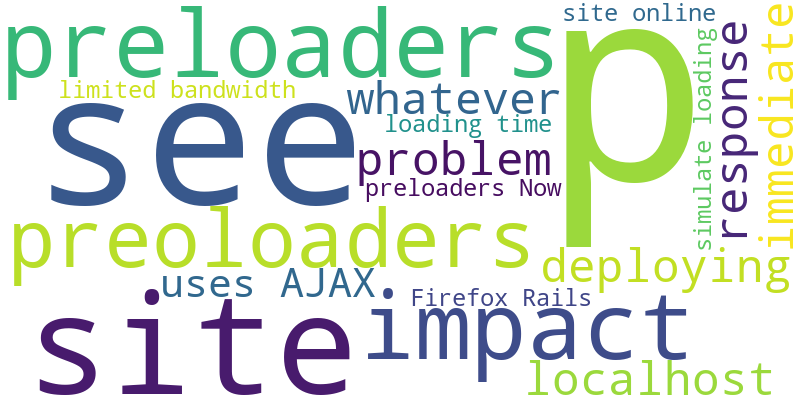 preloaders
site online
p
see
limited bandwidth
whatever
loading time
problem
preloaders Now
simulate loading
response
immediate
preoloaders
uses AJAX
deploying
site
Firefox Rails
impact
localhost